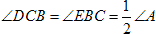 ∠DCB = ∠EBC = 1/2 ∠A